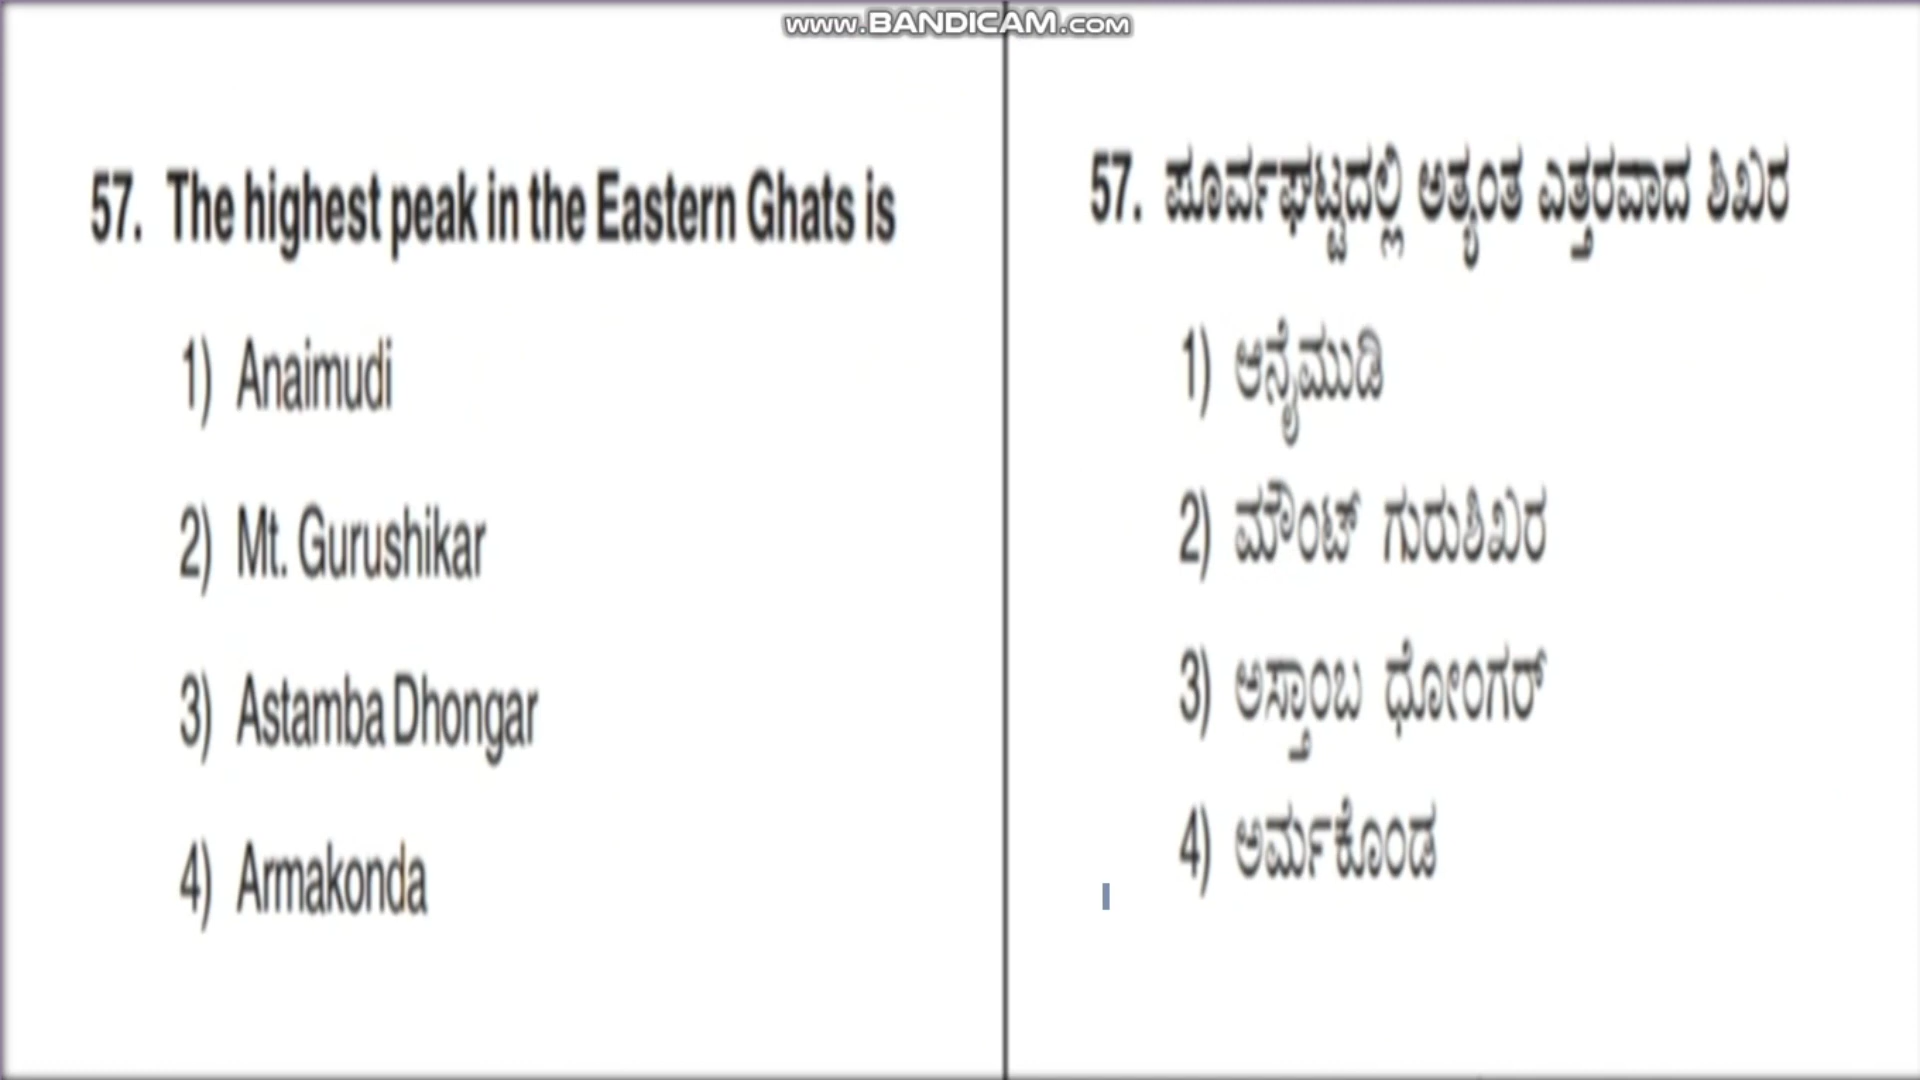 www.BANDICAM.com
57. The highest peak in the Eastern Ghats is
1) Anaimudi
2) Mt. Gurushikar
3) Astamba Dhongar
4) Armakonda
57. ಪೂರ್ವಘಟ್ಟದಲ್ಲಿ ಅತ್ಯಂತ ಎತ್ತರವಾದ ಶಿಖರ
1) ಆನೈಮುಡಿ
2) ಮೌಂಟ್ ಗುರುಶಿಖರ
3) ಅಸ್ತಾಂಬ ಧೋಂಗರ್
4) ಅರ್ಮಕೊಂಡ